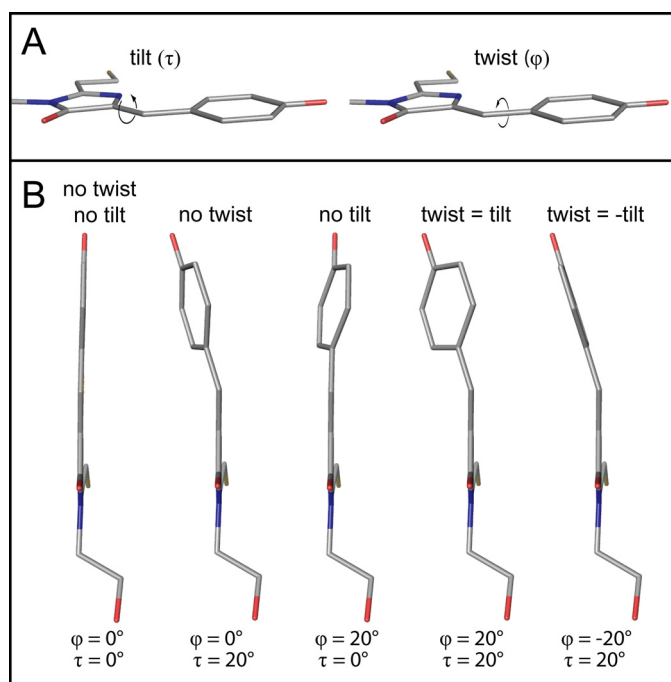 A
tilt (τ)
twist (φ)
B
no twist
no tilt
no twist
no tilt
twist = tilt
twist = -tilt
φ = 0°
τ = 0°
φ = 0°
τ = 20°
φ = 20°
τ = 0°
φ = 20°
τ = 20°
φ = -20°
τ = 20°